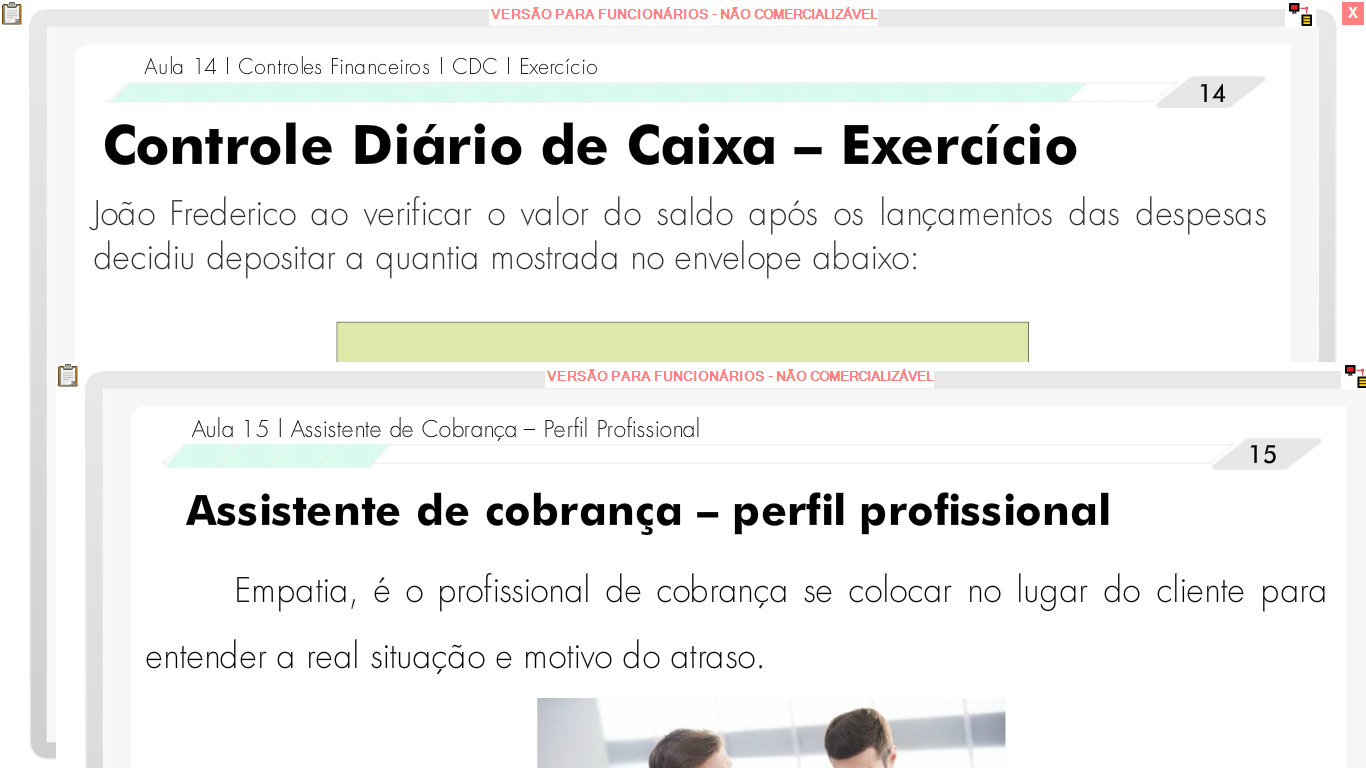 VERSÃO PARA FUNCIONÁRIOS - NÃO COMERCIALIZÁVEL
X
Aula 14 l Controles Financeiros l CDC l Exercício
14
Controle Diário de Caixa – Exercício
João Frederico ao verificar o valor do saldo após os lançamentos das despesas
decidiu depositar a quantia mostrada no envelope abaixo:
VERSÃO PARA FUNCIONÁRIOS - NÃO COMERCIALIZÁVEL
Aula 15 l Assistente de Cobrança – Perfil Profissional
15
Assistente de cobrança – perfil profissional
Empatia, é o profissional de cobrança se colocar no lugar do cliente para
entender a real situação e motivo do atraso.